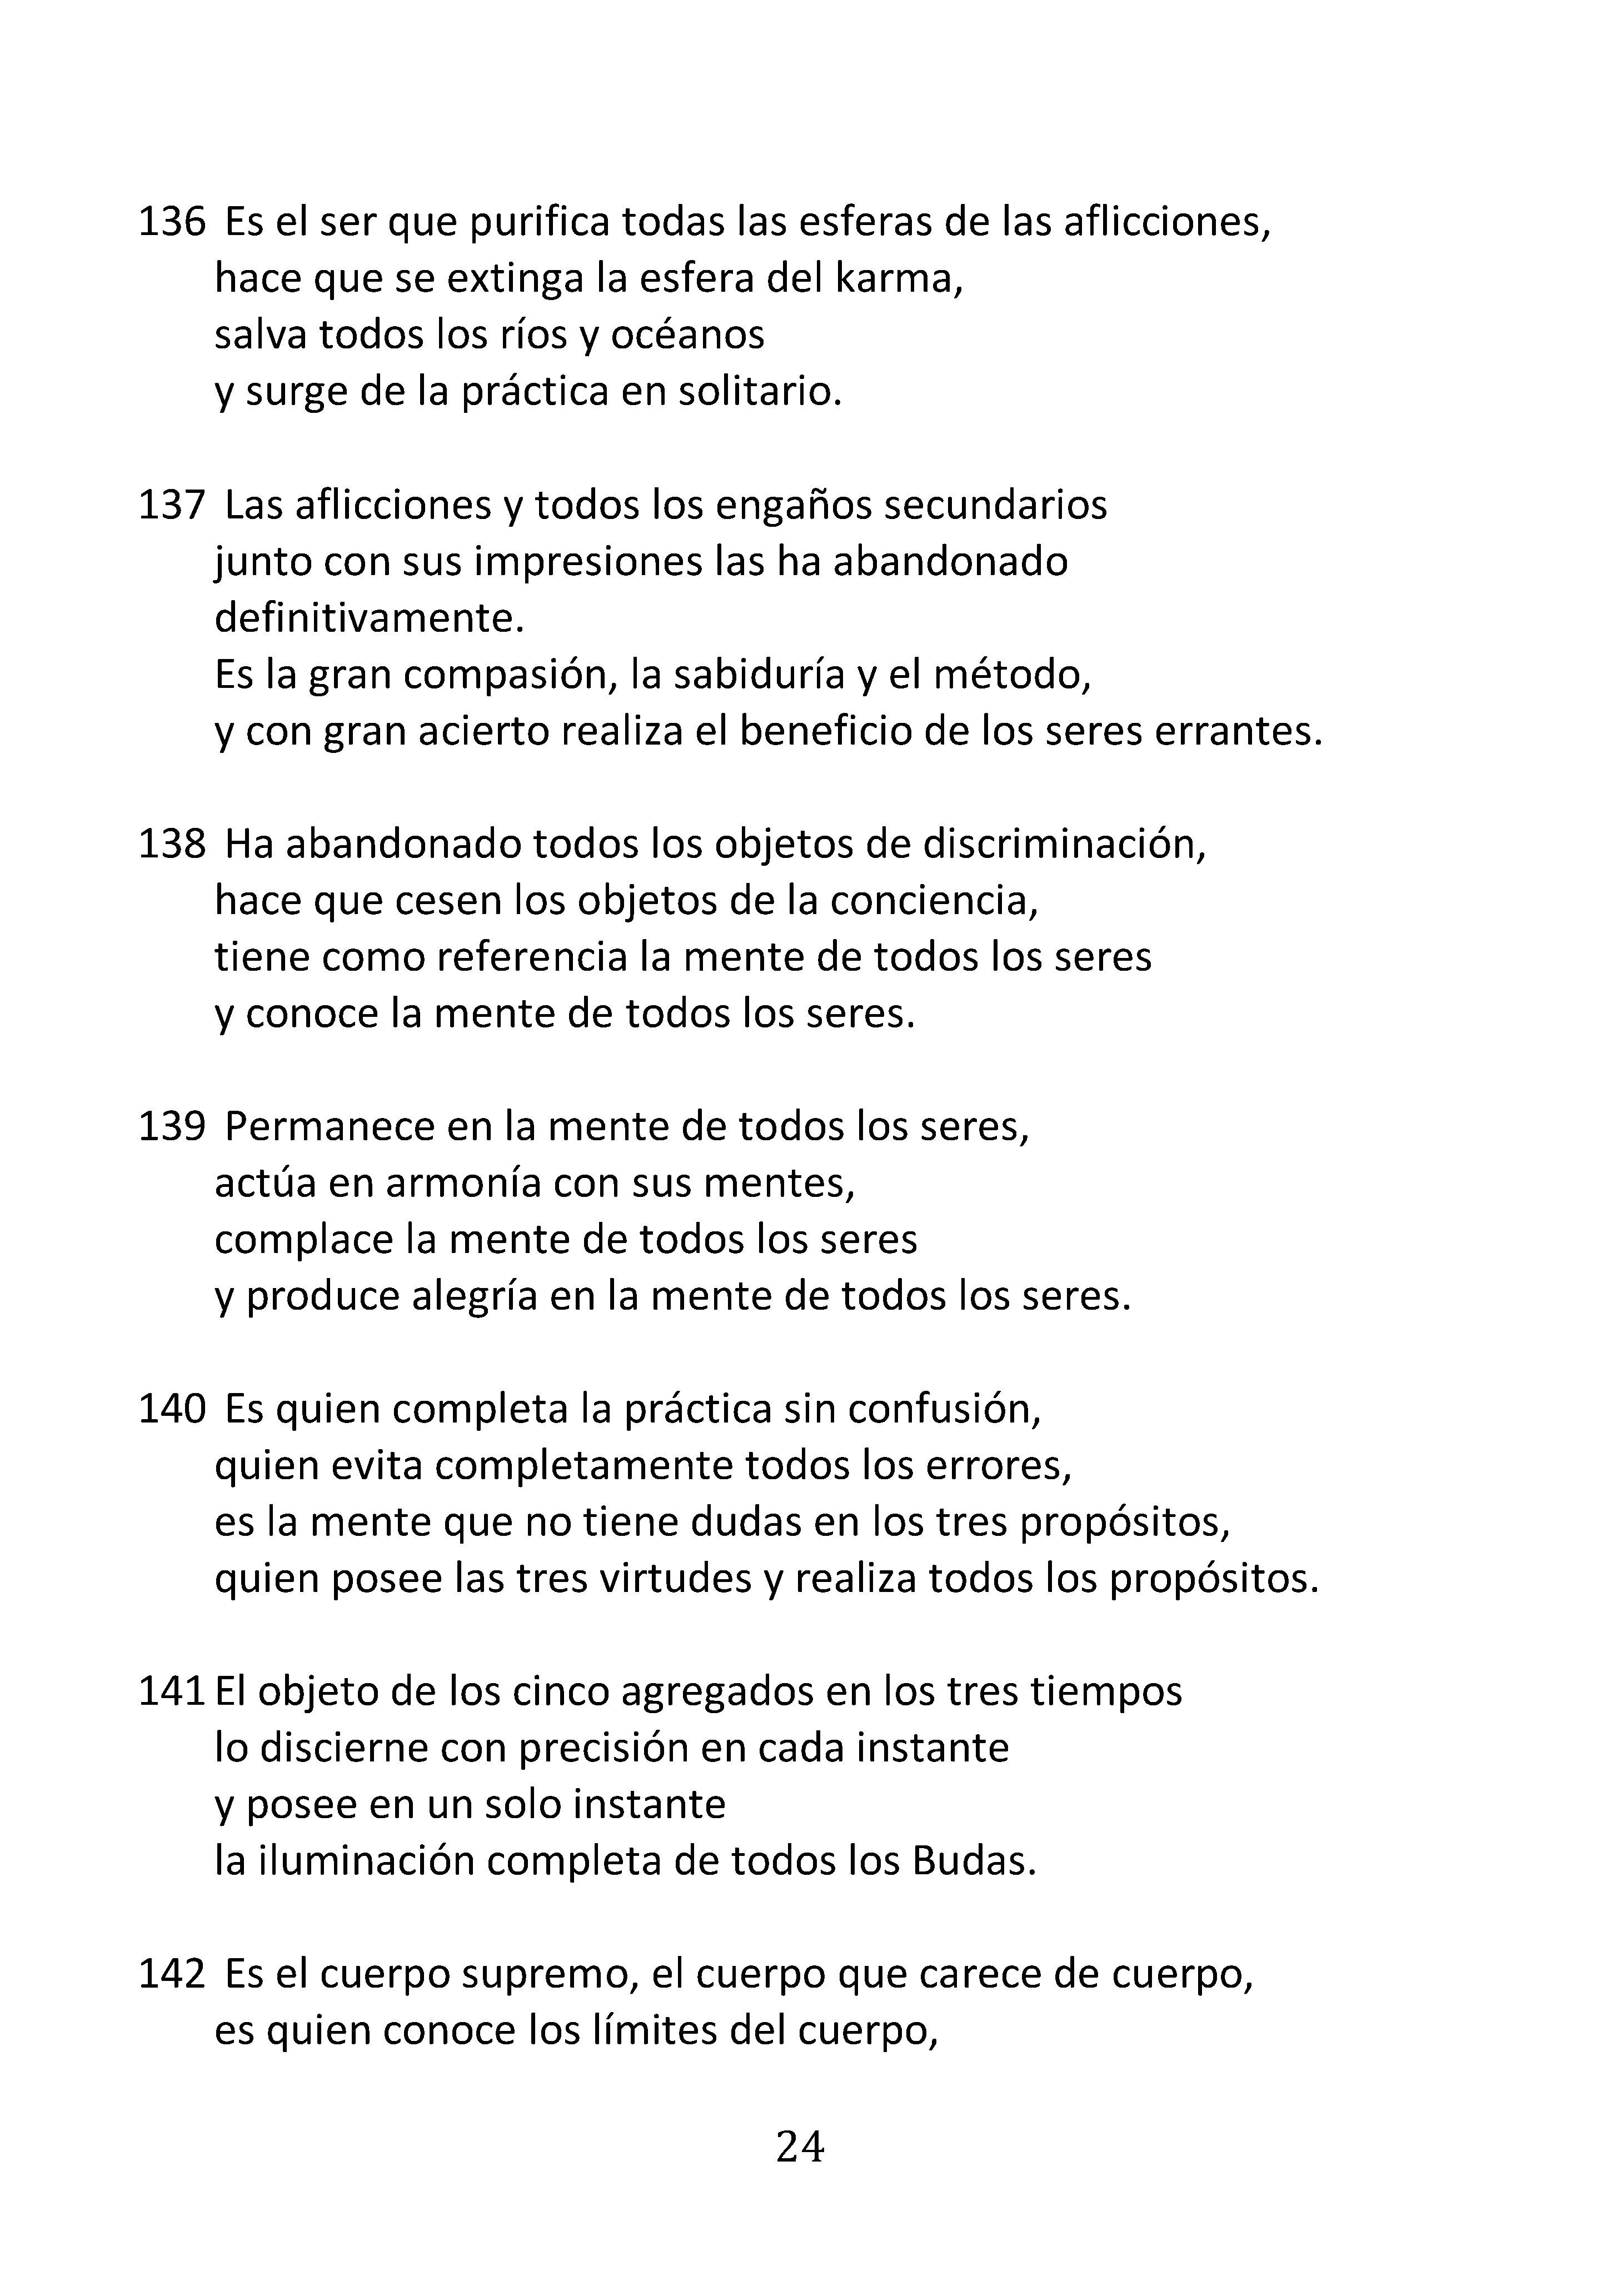 136 Es el ser que purifica todas las esferas de las aflicciones,
hace que se extinga la esfera del karma,
salva todos los ríos y océanos
y surge de la práctica en solitario.
137 Las aflicciones y todos los engaños secundarios
junto con sus impresiones las ha abandonado
definitivamente.
Es la gran compasión, la sabiduría y el método,
y con gran acierto realiza el beneficio de los seres errantes.
138 Ha abandonado todos los objetos de discriminación,
hace que cesen los objetos de la conciencia,
tiene como referencia la mente de todos los seres
y conoce la mente de todos los seres.
139 Permanece en la mente de todos los seres,
actúa en armonía con sus mentes,
complace la mente de todos los seres
y produce alegría en la mente de todos los seres.
140 Es quien completa la práctica sin confusión,
quien evita completamente todos los errores,
es la mente que no tiene dudas en los tres propósitos,
quien posee las tres virtudes y realiza todos los propósitos.
141 El objeto de los cinco agregados en los tres tiempos
lo discierne con precisión en cada instante
y posee en un solo instante
la iluminación completa de todos los Budas.
142 Es el cuerpo supremo, el cuerpo que carece de cuerpo,
es quien conoce los límites del cuerpo,
24